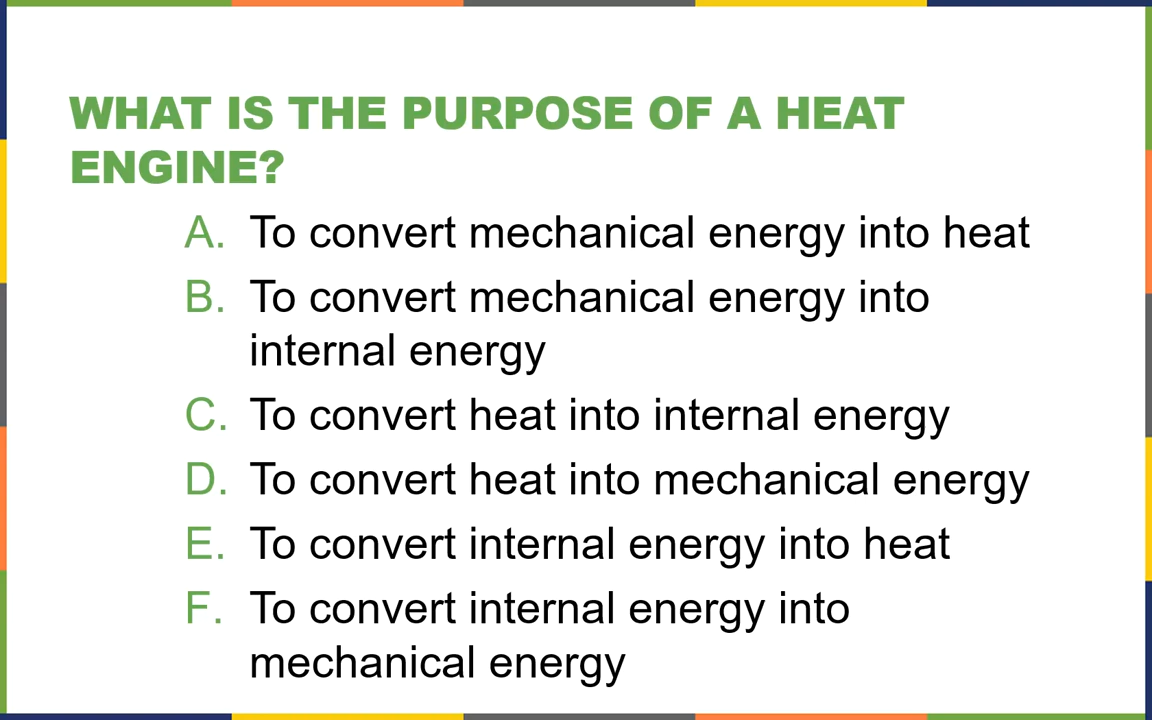 WHAT IS THE PURPOSE OF A HEAT
ENGINE?
A. To convert mechanical energy into heat
B. To convert mechanical energy into
internal energy
C. To convert heat into internal energy
D. To convert heat into mechanical energy
E. To convert internal energy into heat
F. To convert internal energy into
mechanical energy